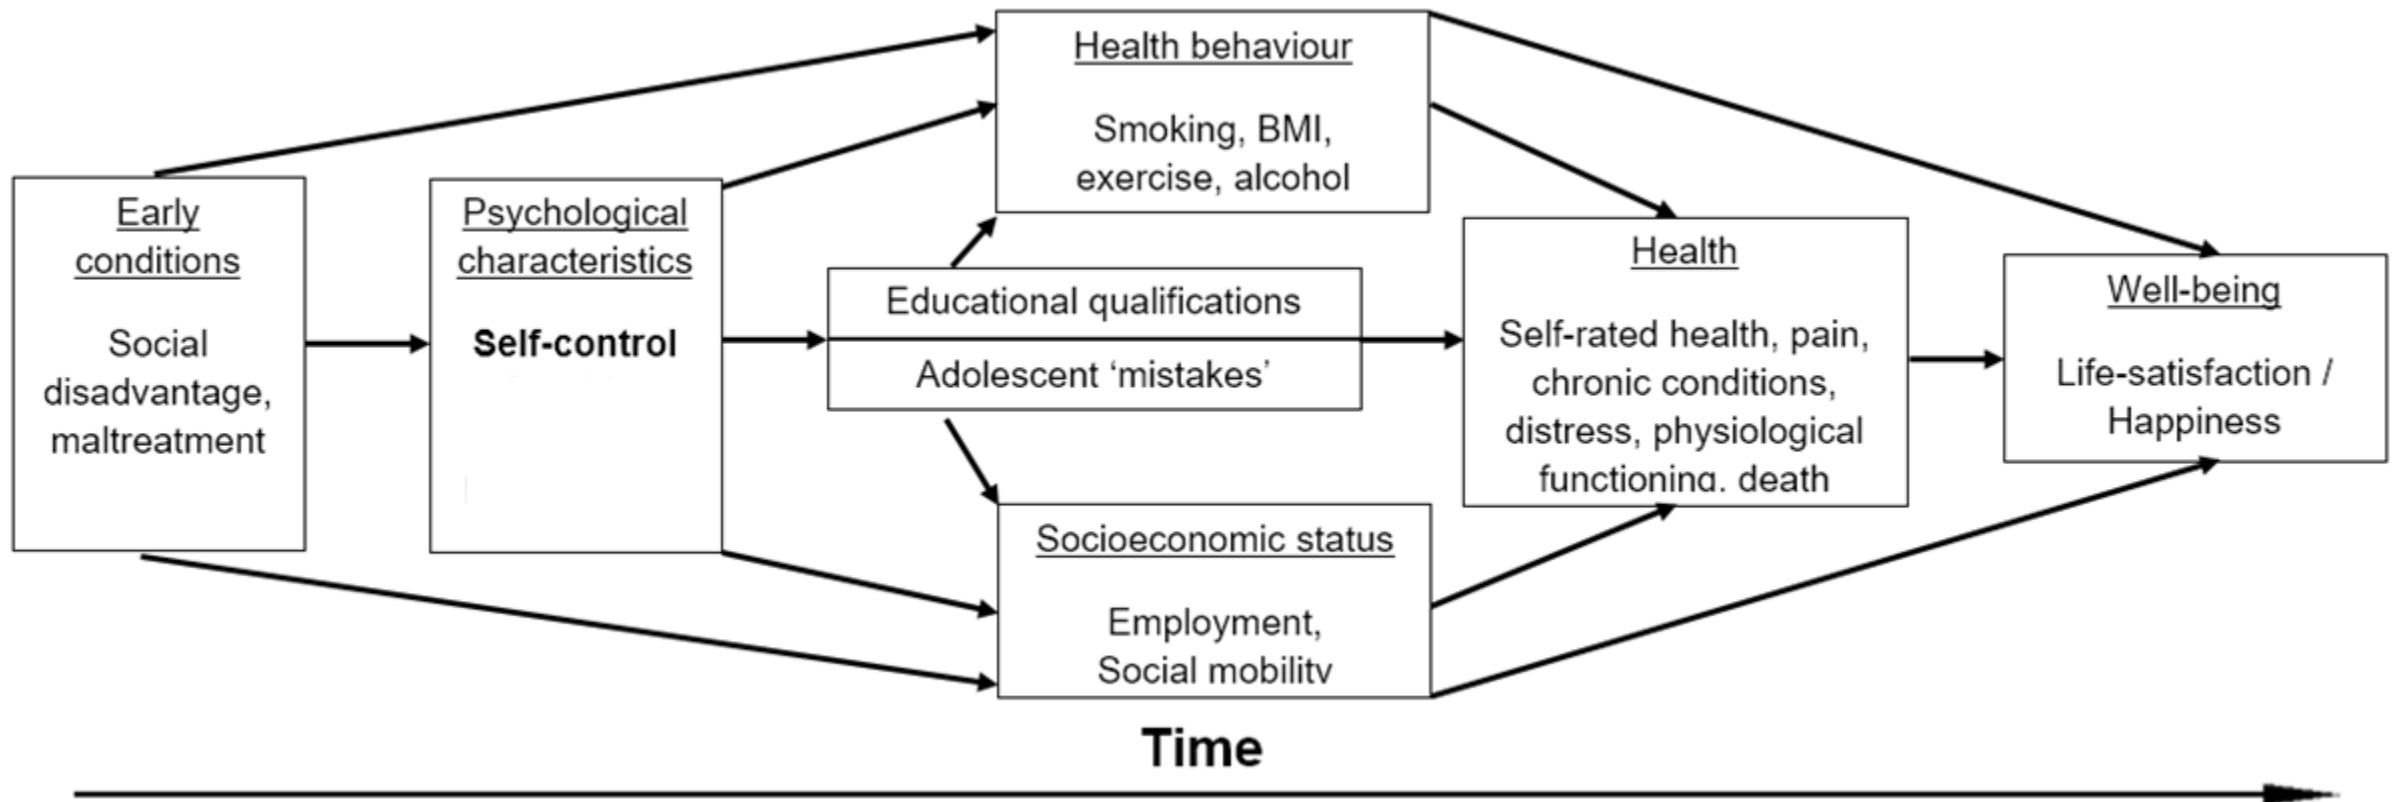 Early
conditions
Social
disadvantage,
maltreatment
Psychological
characteristics
Self-control
Health behaviour
Smoking, BMI,
exercise, alcohol
Educational qualifications
Adolescent ‘mistakes’
Socioeconomic status
Employment,
Social mobility
Health
Self-rated health, pain,
chronic conditions,
distress, physiological
functioning. death
Well-being
Life-satisfaction /
Happiness
Time